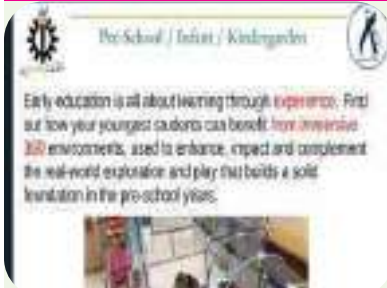 Pre-School / Infant / Kindergarden
Early education is all about learning through experience. Find
out how your youngest students can benefit from immersive
360 environments, used to enhance, impact and complement
the real-world exploration and play that builds a solid
foundation in the pre-school years.